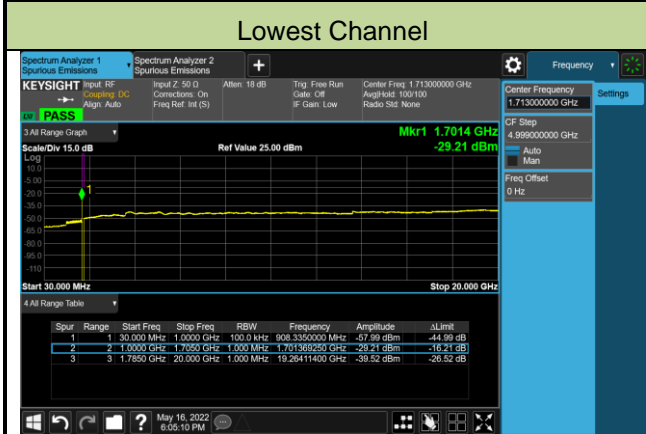 Lowest Channel
Spectrum Analyzer 1
Spurious Emissions
Spectrum Analyzer 2
Spurious Emissions
+
Frequency
KEYSIGHT
Input: RF
Coupling: DC
Align: Auto
Input Z: 50 Ω
Corrections: On
Freq Ref: Int (S)
Atten: 18 dB
Trig: Free Run
Gate: Off
IF Gain: Low
Center Freq: 1.713000000 GHz
Avg|Hold: 100/100
Radio Std: None
LW PASS
Center Frequency
1.713000000 GHz
Settings
CF Step
4.999000000 GHz
Auto
Man
Freq Offset
0 Hz
3 All Range Graph
Mkr1 1.7014 GHz
Scale/Div 15.0 dB Ref Value 25.00 dBm -29.21 dBm
Log
10.0
-5.00
-20.0
-35.0
-50.0
-65.0
-80.0
-95.0
-110
1
Start 30.000 MHz Stop 20.000 GHz
4 All Range Table
Spur Range Start Freq Stop Freq RBW Frequency Amplitude ΔLimit
1 1 30.000 MHz 1.0000 GHz 100.0 kHz 908.3350000 MHz -57.99 dBm -44.99 dB
2 2 1.0000 GHz 1.7050 GHz 1.000 MHz 1.701369250 GHz -29.21 dBm -16.21 dB
3 3 1.7850 GHz 20.000 GHz 1.000 MHz 19.26411400 GHz -39.52 dBm -26.52 dB
?
May 16, 2022
6:05:10 PM